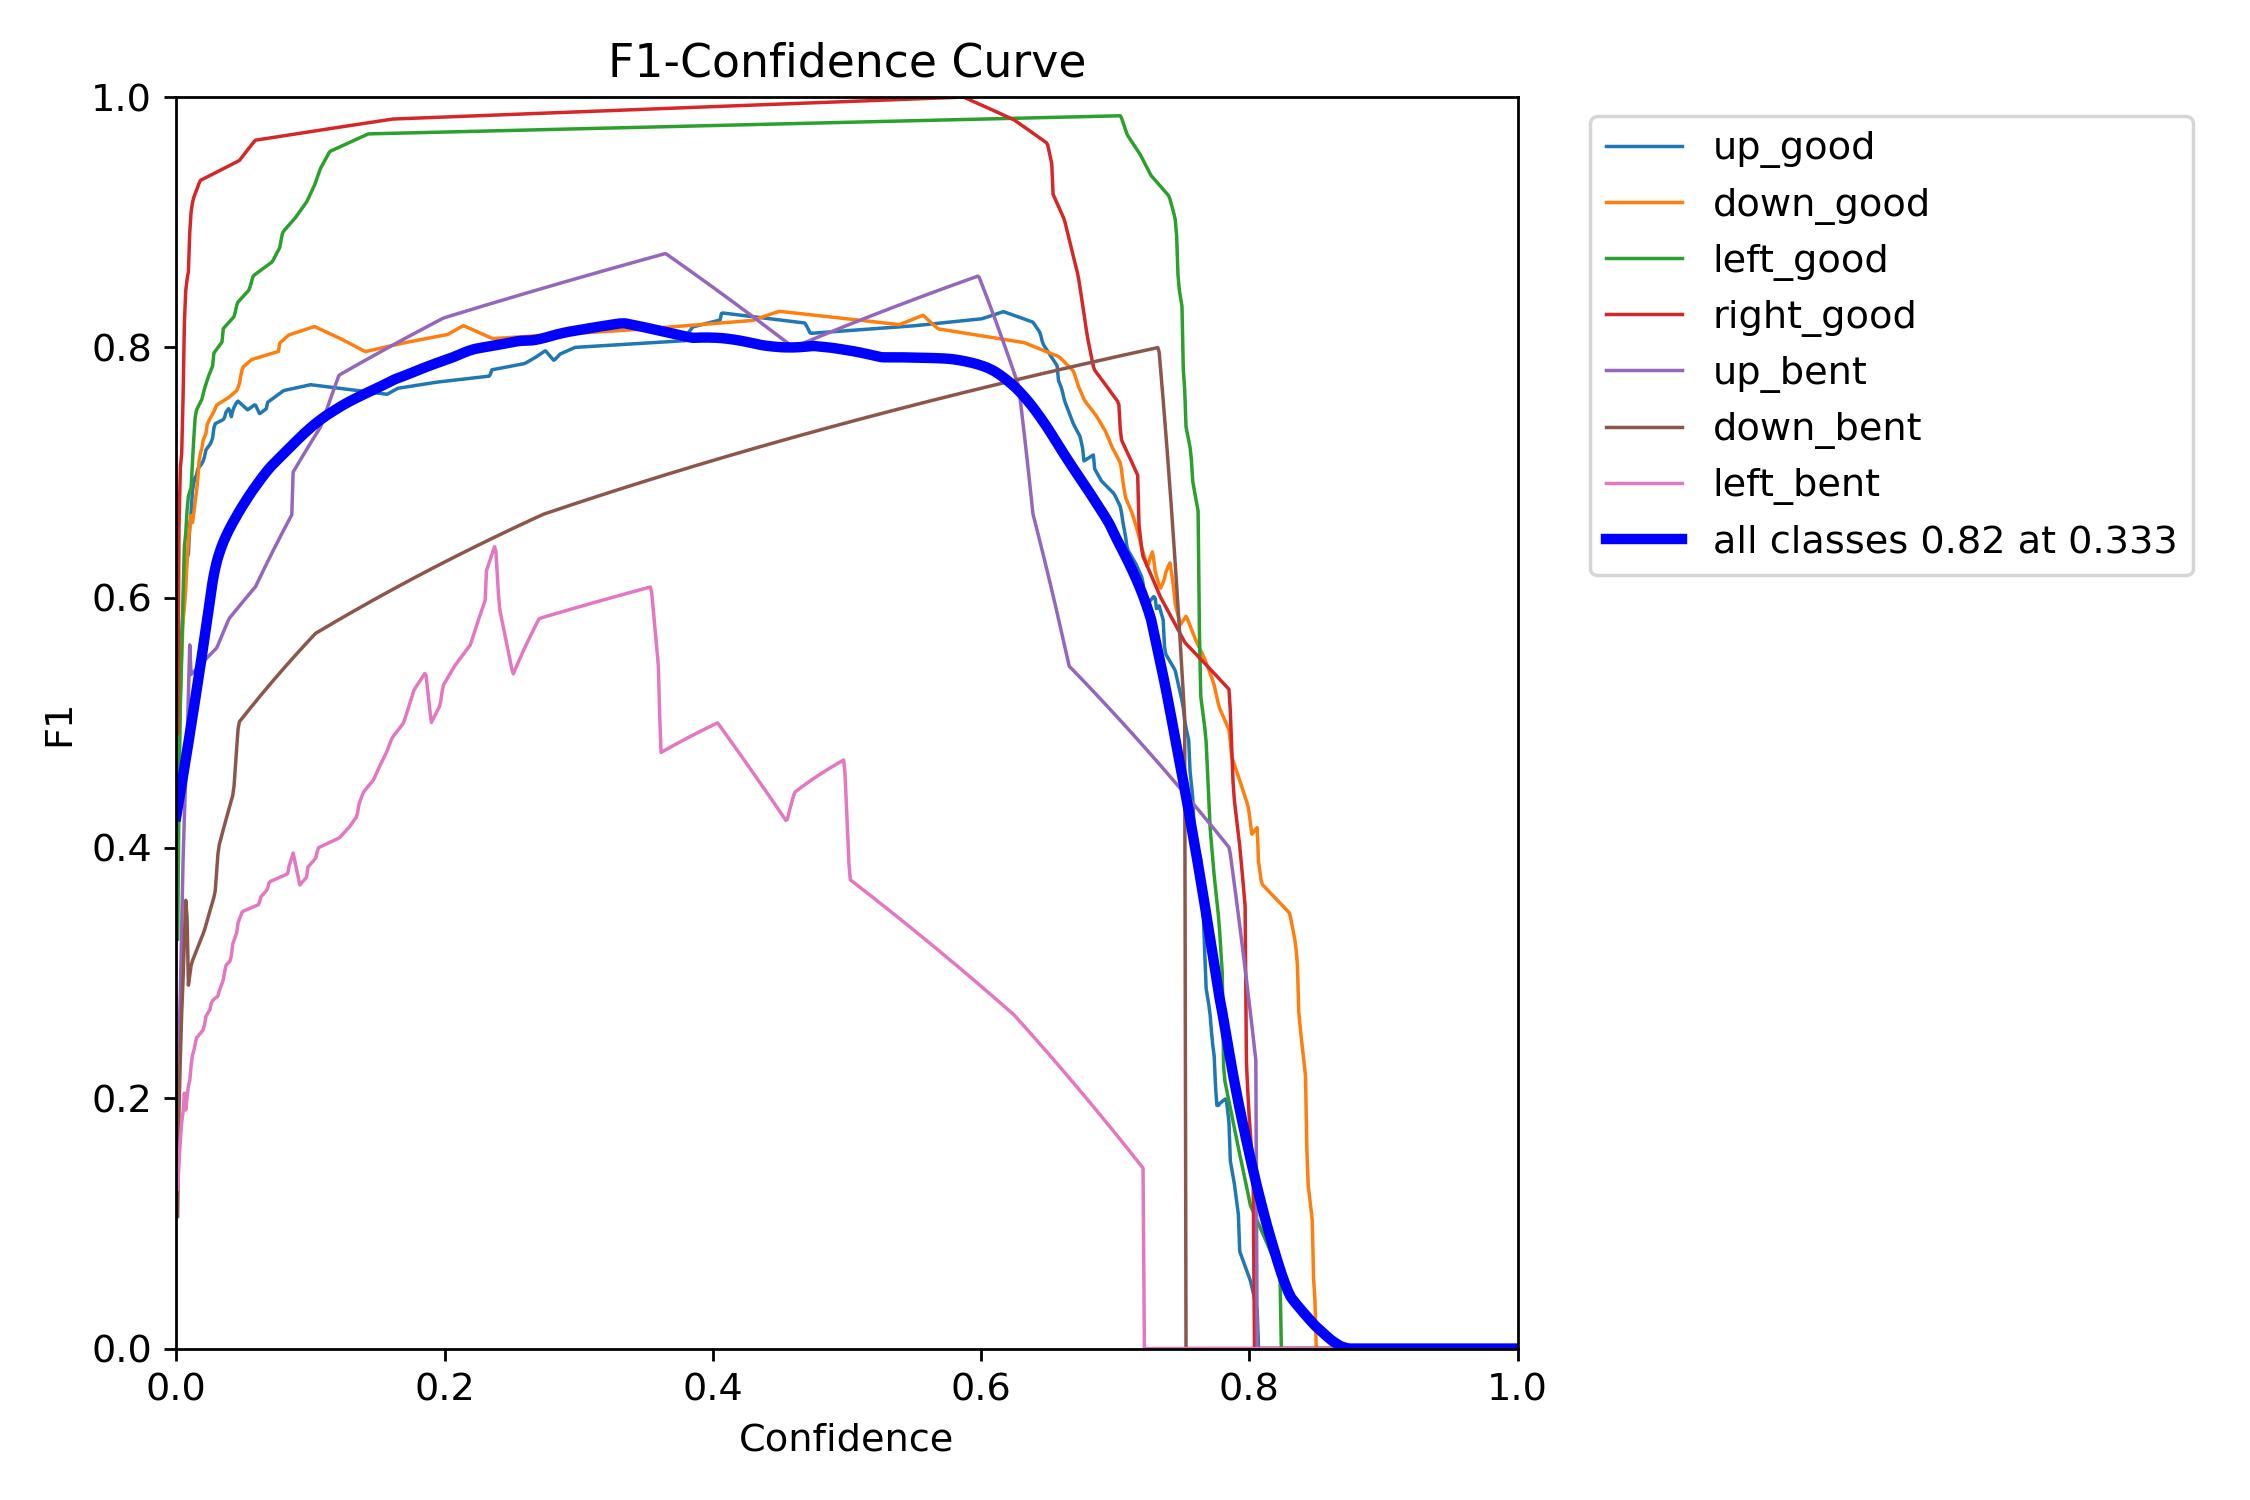 F1-Confidence Curve
1.0
0.8
0.6
0.4
0.2
0.0
F1
0.0 0.2 0.4 0.6 0.8 1.0
Confidence
up_good
down_good
left_good
right_good
up_bent
down_bent
left_bent
all classes 0.82 at 0.333